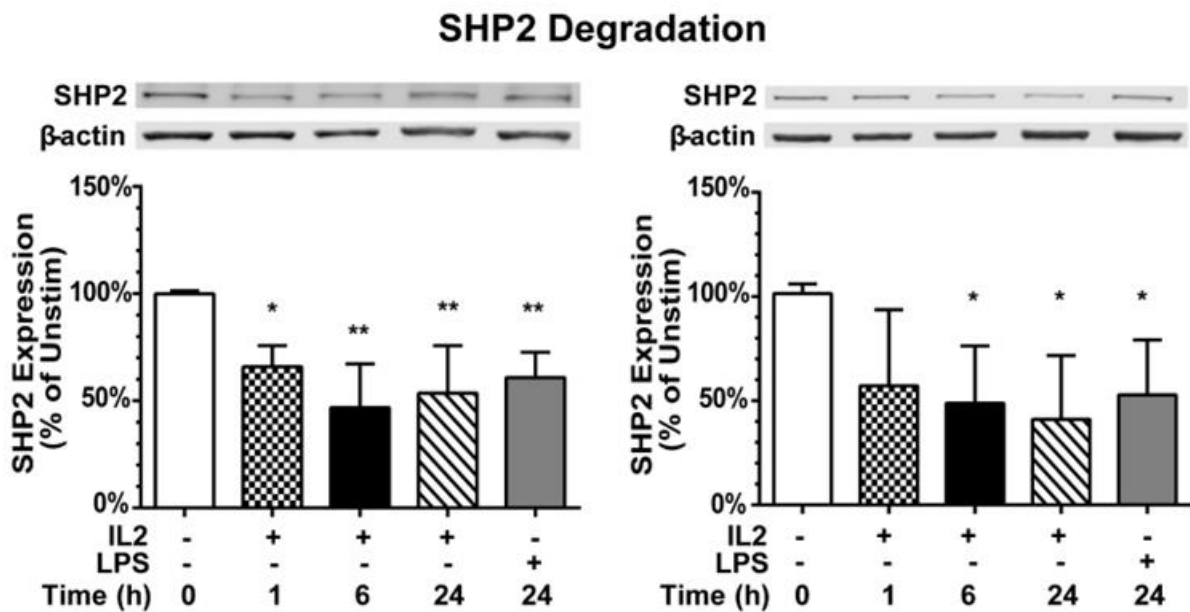 SHP2 Degradation
SHP2
β-actin
150%
100%
50%
0%
SHP2 Expression
(% of Unstim)
* ** ** **
IL2 - + + + -
LPS - - - - +
Time (h) 0 1 6 24 24
SHP2
β-actin
150%
100%
50%
0%
SHP2 Expression
(% of Unstim)
* * *
IL2 - + + + -
LPS - - - - +
Time (h) 0 1 6 24 24